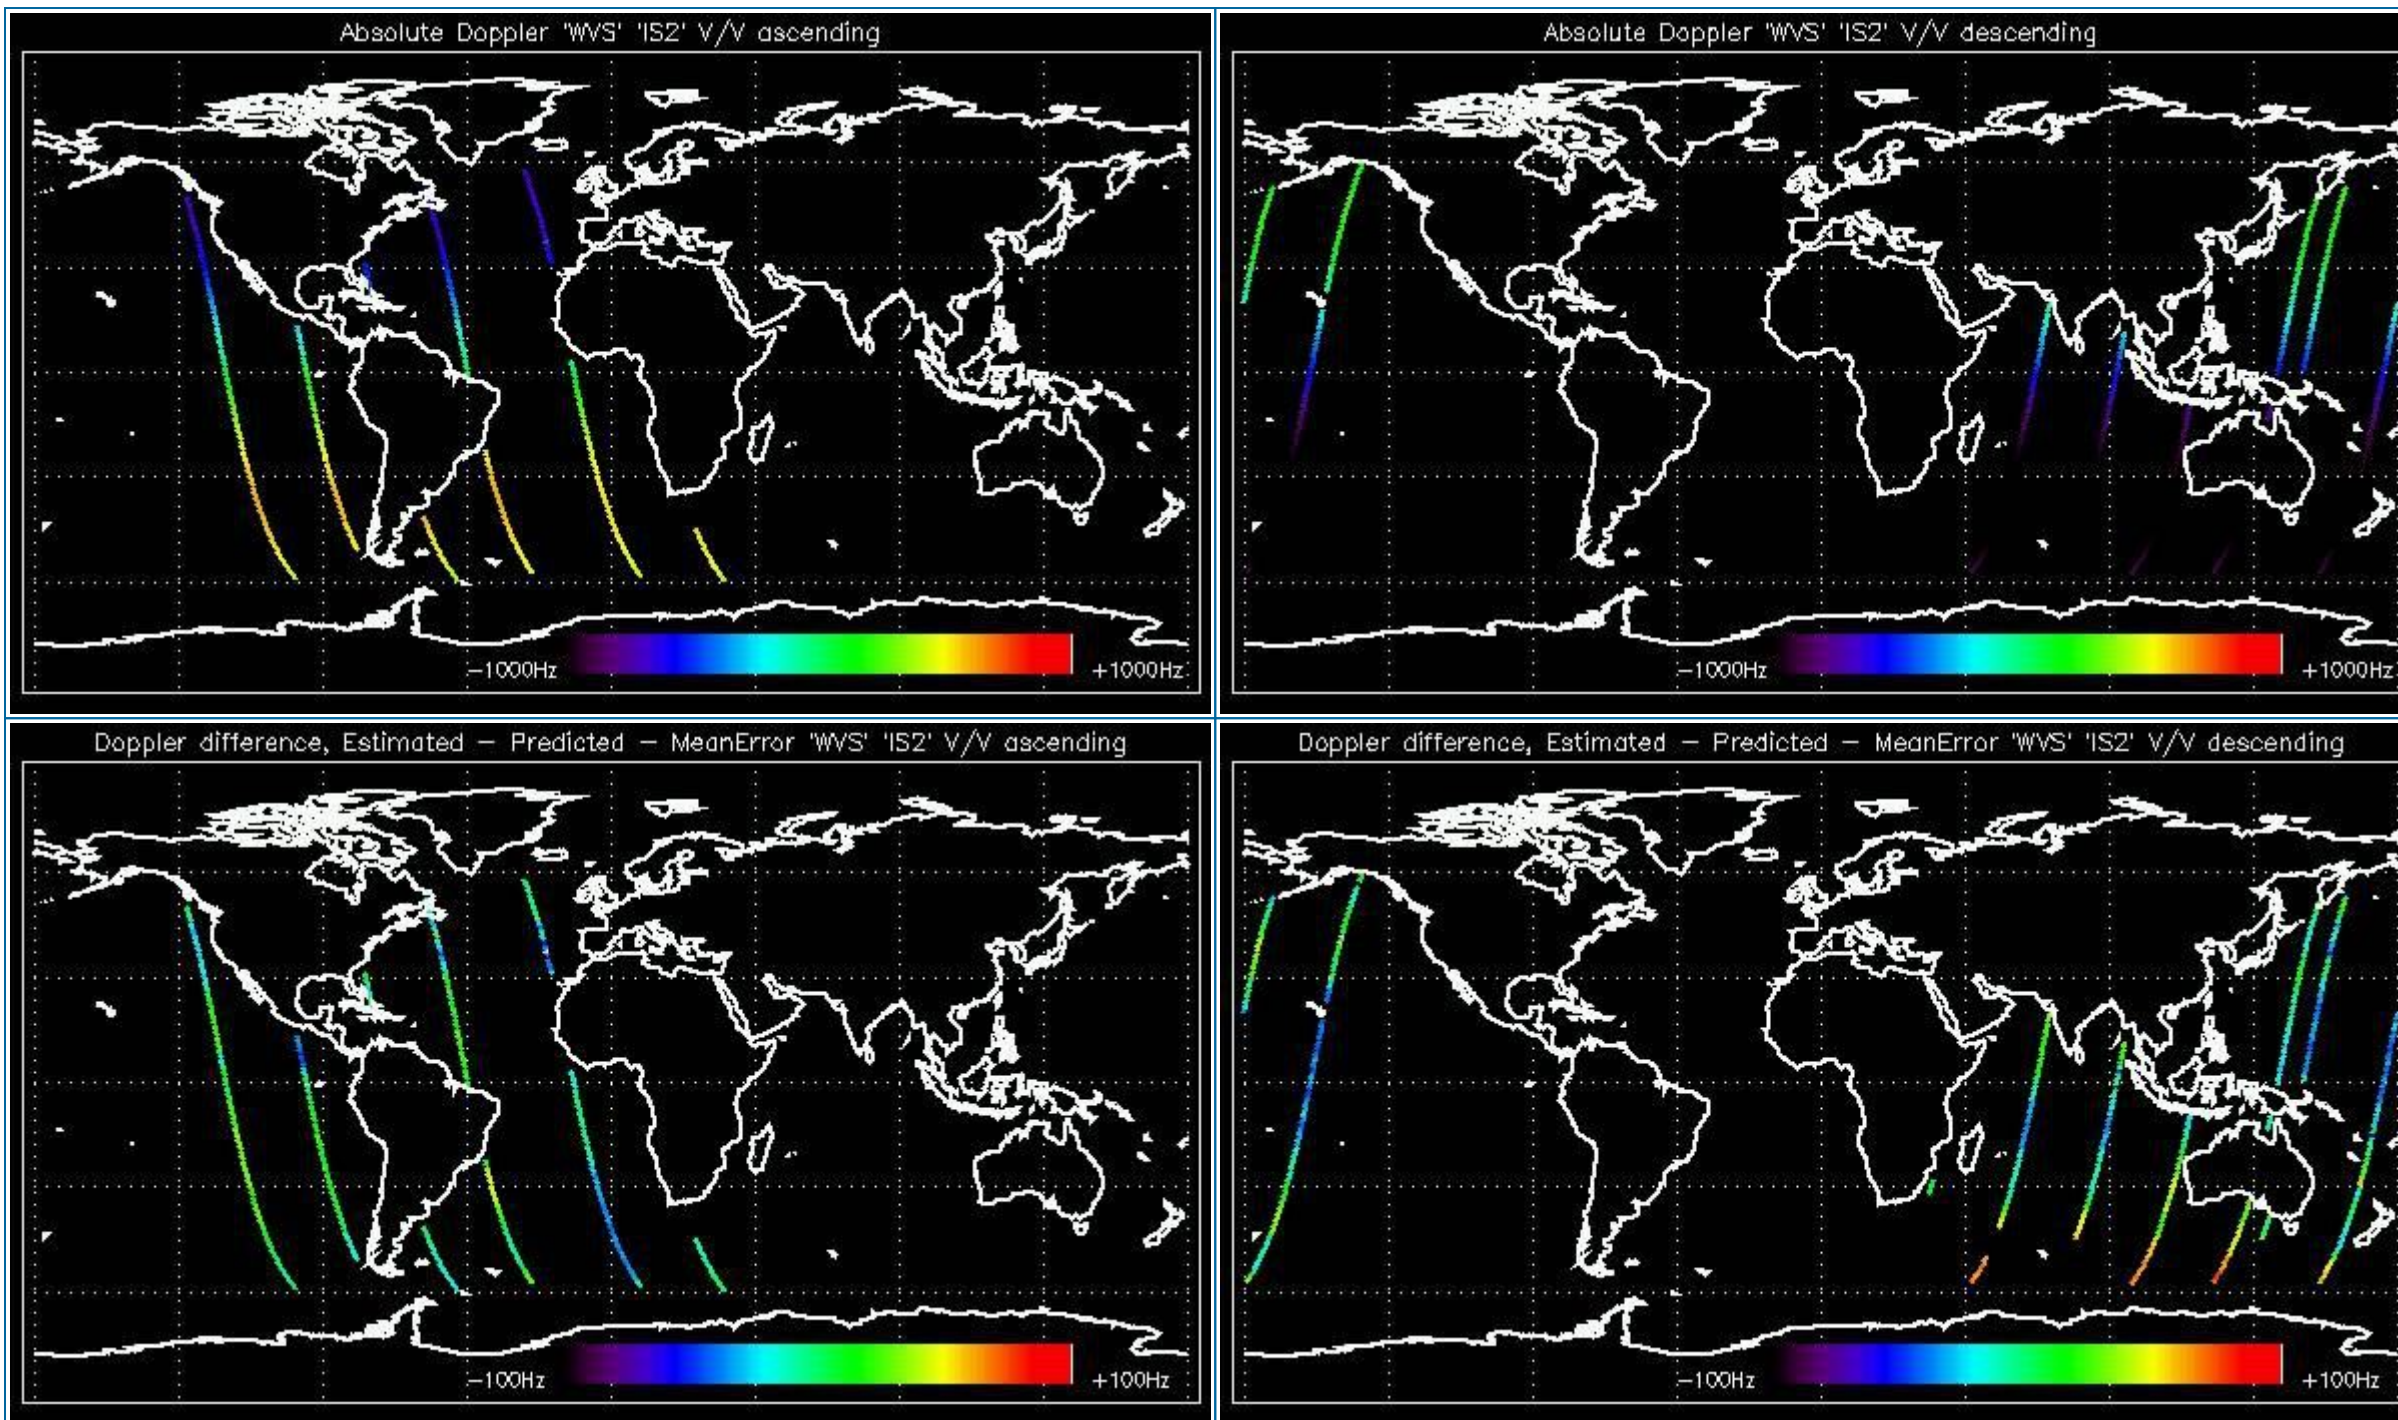 Absolute Doppler 'WVS' 'IS2' V/V ascending
-1000Hz
+1000Hz
Absolute Doppler 'WVS' 'IS2' V/V descending
-1000Hz
+1000Hz
Doppler difference, Estimated - Predicted - MeanError 'WVS' 'IS2' V/V ascending
-100Hz
+100Hz
Doppler difference, Estimated - Predicted - MeanError 'WVS' 'IS2' V/V descending
-100Hz
+100Hz